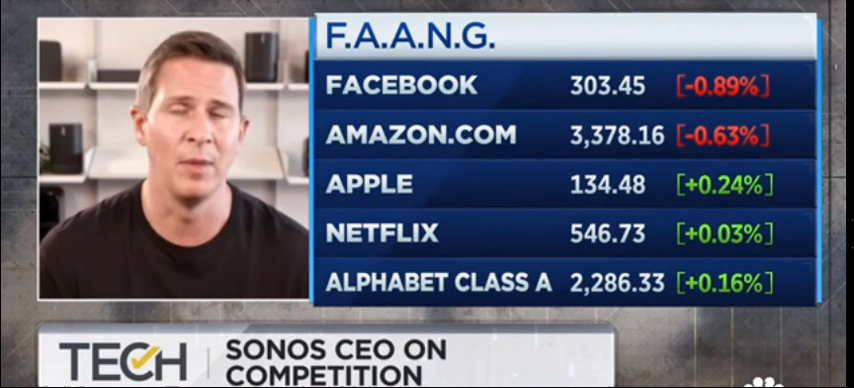 F.A.A.N.G.
FACEBOOK 303.45 [-0.89%]
AMAZON.COM 3,378.16 [-0.63%]
APPLE 134.48 [+0.24%]
NETFLIX 546.73 [+0.03%]
ALPHABET CLASS A 2,286.33 [+0.16%]
TECH
SONOS CEO ON
COMPETITION